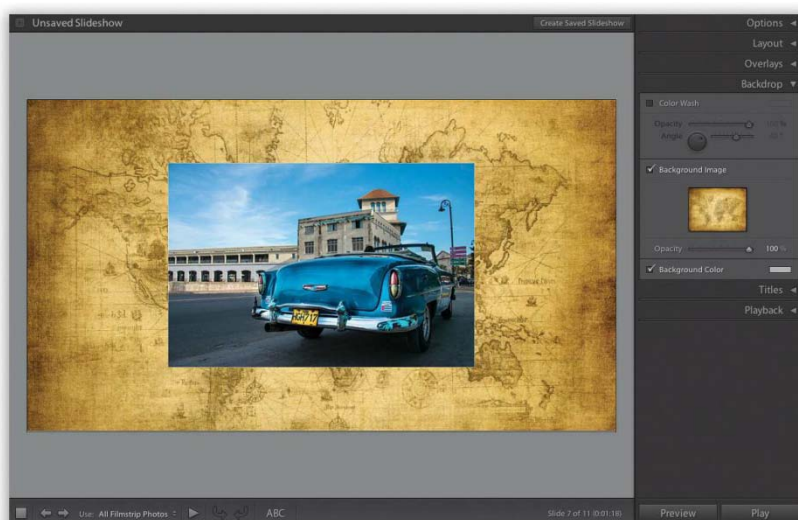 Unsaved Slideshow
Create Saved Slideshow
Options
Layout
Overlays
Backdrop
Color Wash
Opacity
Angle
Background Image
Opacity 100 %
Background Color
Titles
Playback
HGH717
Use: All Filmstrip Photos
ABC
Slide 7 of 11 (0:01:18)
Preview
Play